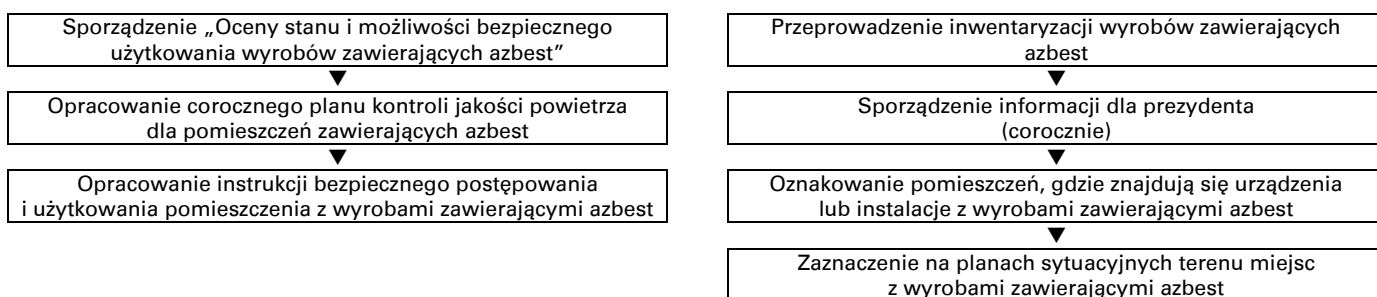 Sporządzenie „Oceny stanu i możliwości bezpiecznego
użytkowania wyrobów zawierających azbest”
▼
Opracowanie corocznego planu kontroli jakości powietrza
dla pomieszczeń zawierających azbest
▼
Opracowanie instrukcji bezpiecznego postępowania
i użytkowania pomieszczenia z wyrobami zawierającymi azbest
Przeprowadzenie inwentaryzacji wyrobów zawierających
azbest
▼
Sporządzenie informacji dla prezydenta
(corocznie)
▼
Oznakowanie pomieszczeń, gdzie znajdują się urządzenia
lub instalacje z wyrobami zawierającymi azbest
▼
Zaznaczenie na planach sytuacyjnych terenu miejsc
z wyrobami zawierającymi azbest